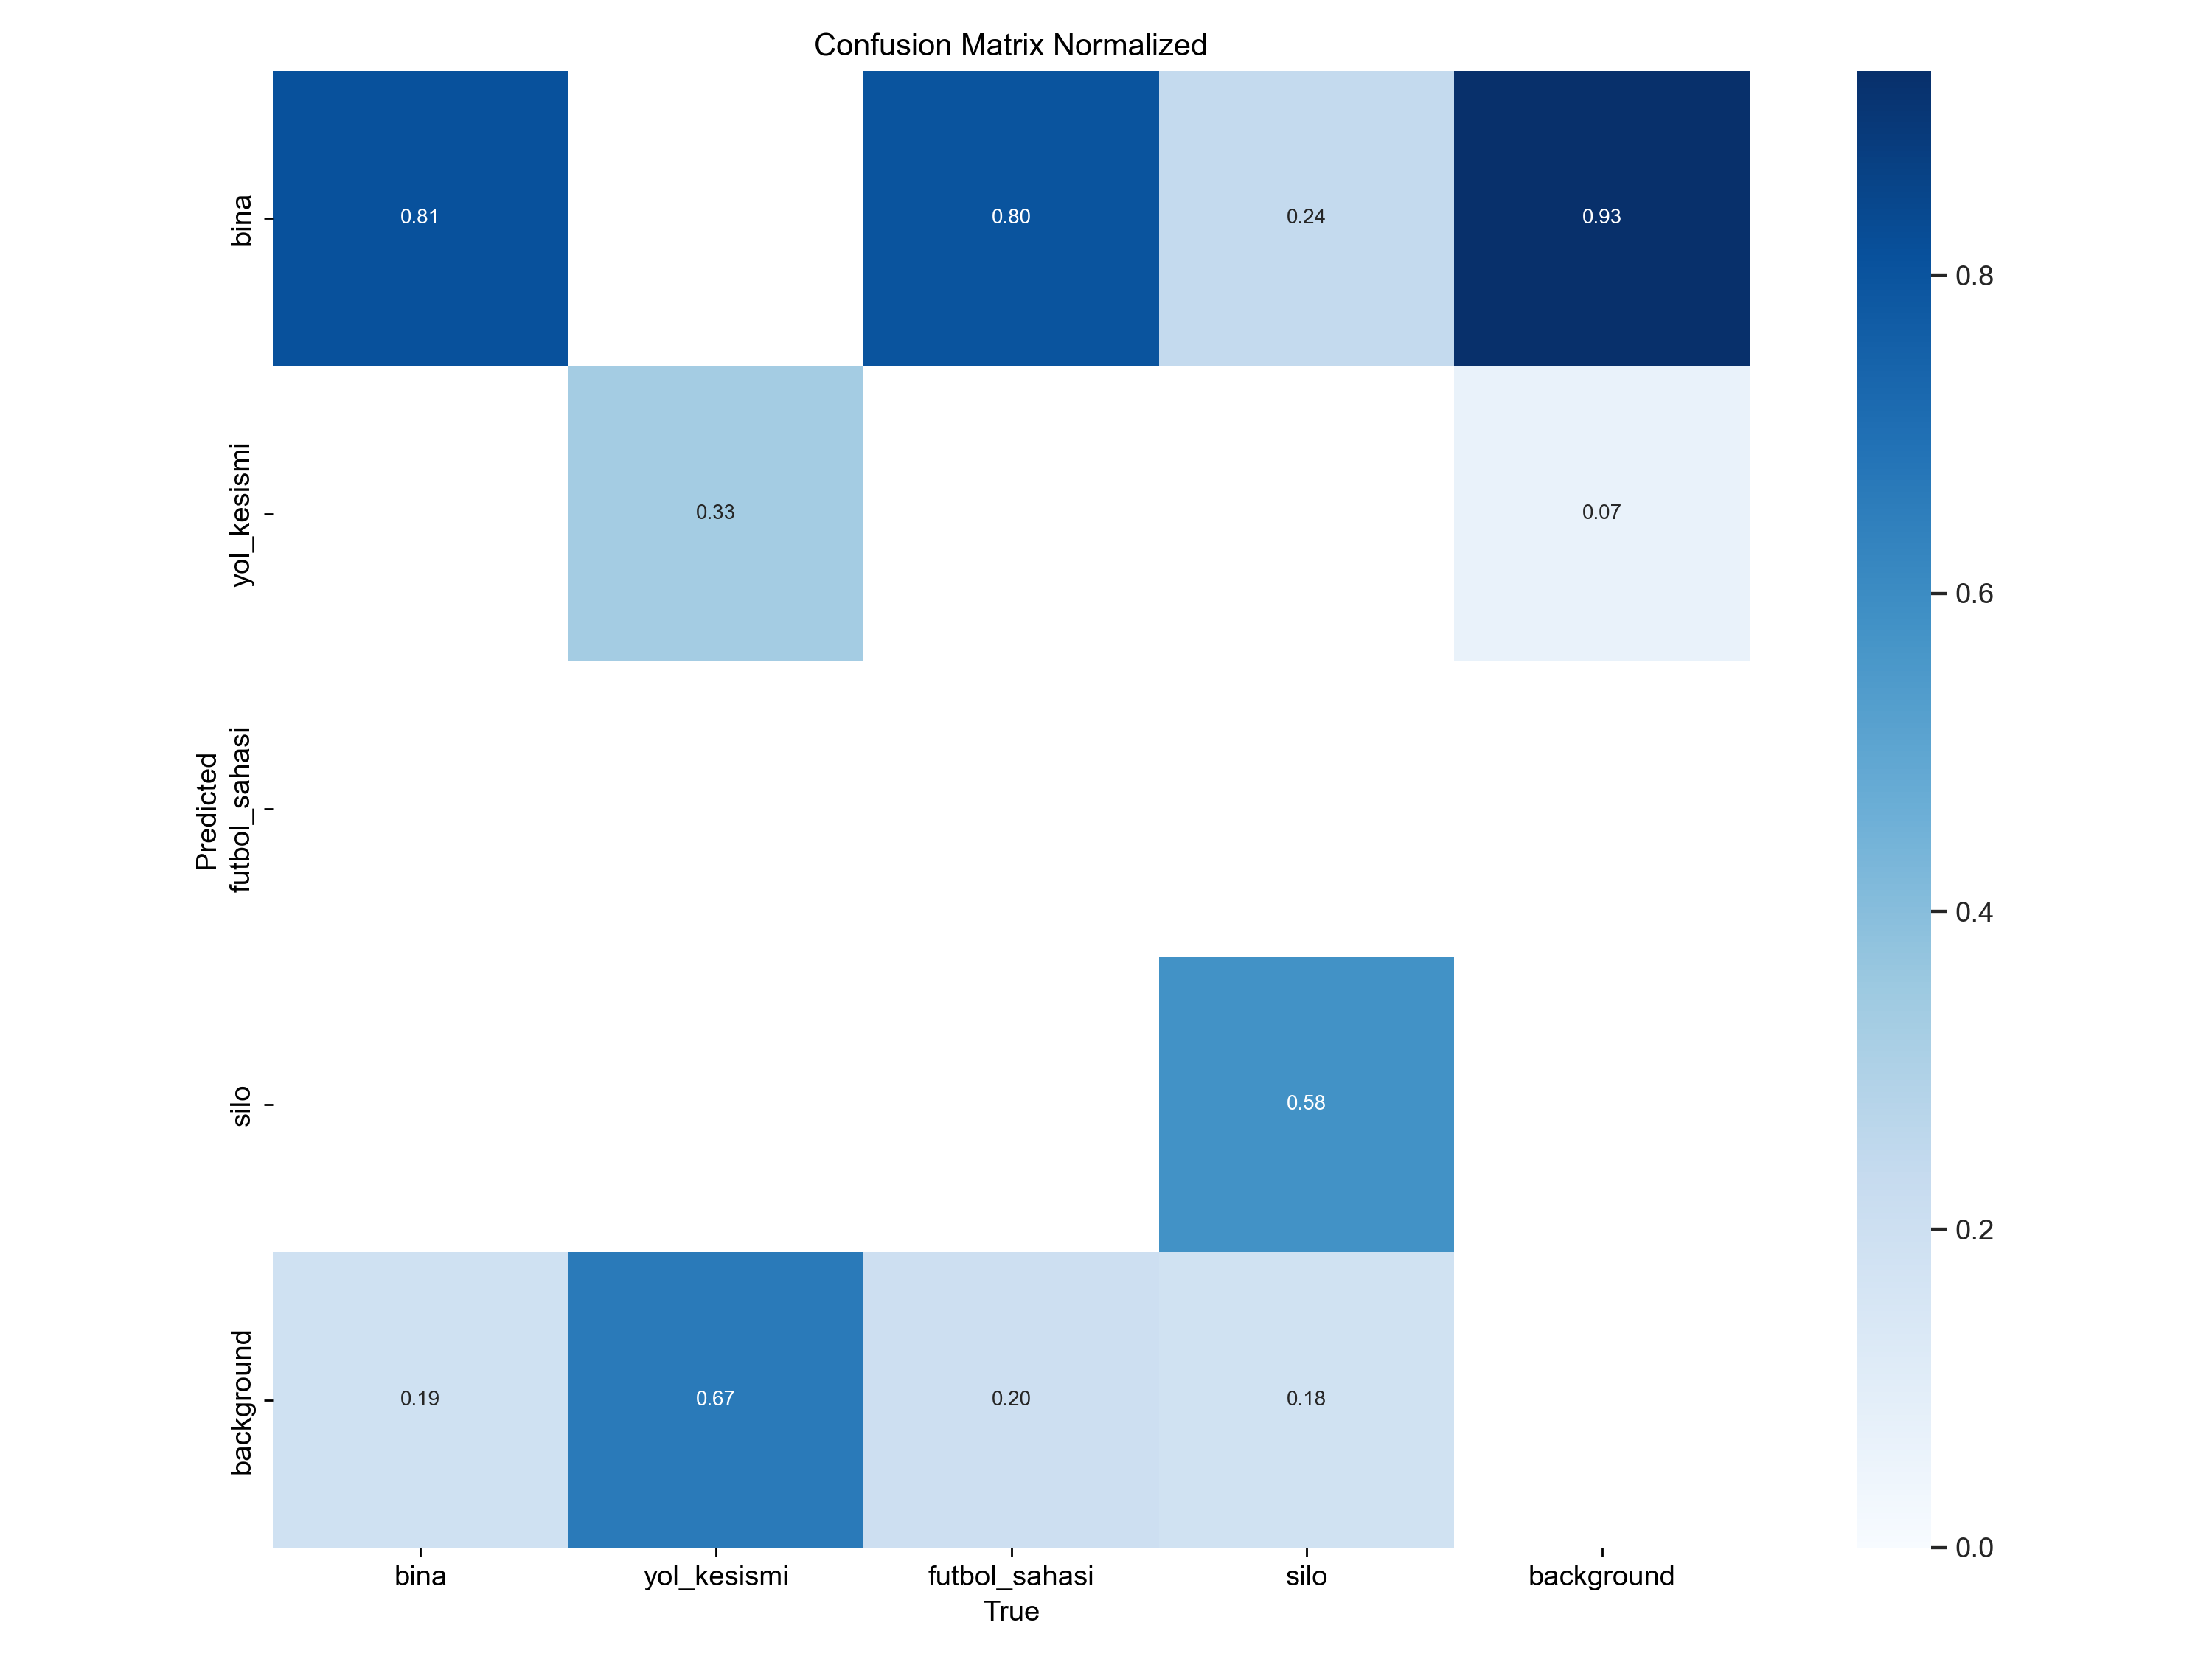 Confusion Matrix Normalized
bina
0.81
0.80
0.24
0.93
0.8
yol_kesismi
0.33
0.07
0.6
Predicted
futbol_sahasi
0.4
silo
0.58
0.2
background
0.19
0.67
0.20
0.18
0.0
bina
yol_kesismi
futbol_sahasi
silo
background
True